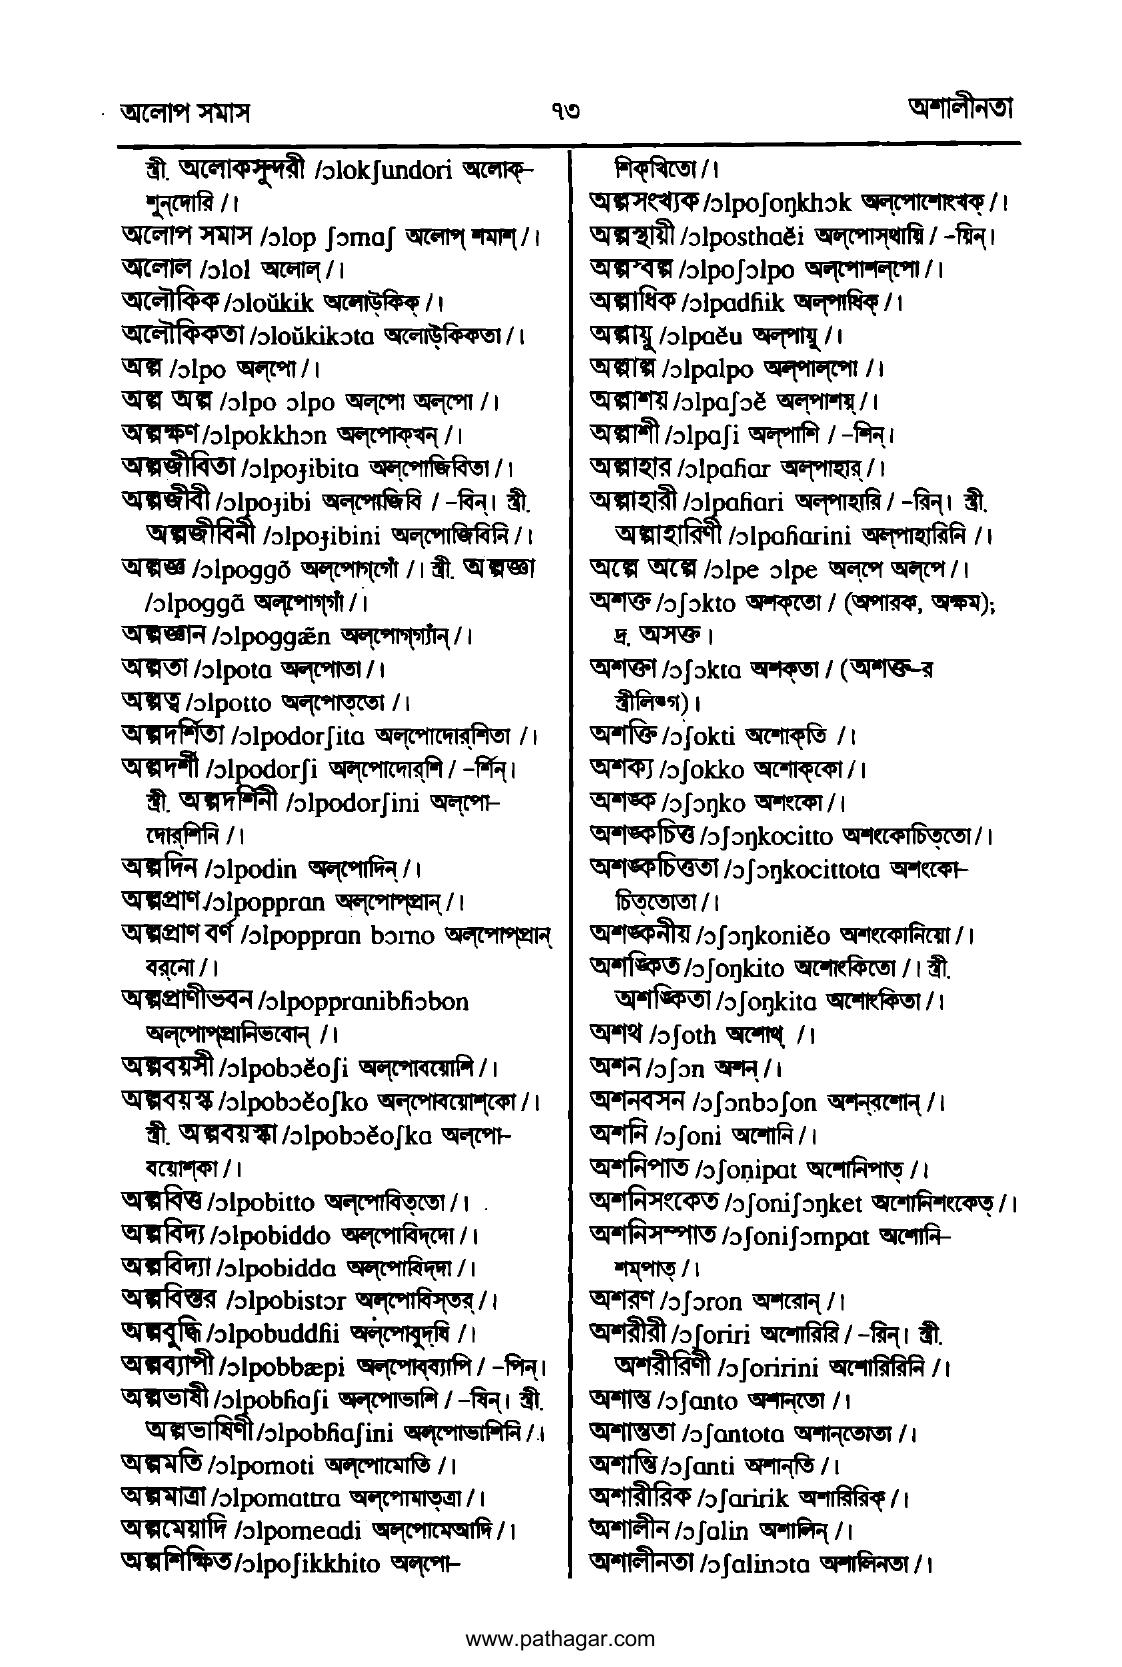 অলোপ সমাস
৭৩
অশালীনতা
স্ত্রী. অলোকসুন্দরী /ɔlokʃundori অলোক্–
শুন্‌দোরি /।
অলোপ সমাস /ɔlop ʃɔmaʃ অলোপ্ শমাশ্ /।
অলোল /ɔlol অলোল্ /।
অলৌকিক /ɔloŭkik অলোউ্‌কিক্ /।
অলৌকিকতা /ɔloŭkikɔta অলোউ্‌কিকতা /।
অল্প /ɔlpo অল্‌পো /।
অল্প অল্প /ɔlpo ɔlpo অল্‌পো অল্‌পো /।
অল্পক্ষণ /ɔlpokkhɔn অল্‌পোক্‌খন্ /।
অল্পজীবিতা /ɔlpoɟibita অল্‌পোজিবিতা /।
অল্পজীবী /ɔlpoɟibi অল্‌পোজিবি / –বিন্। স্ত্রী.
অল্পজীবিনী /ɔlpoɟibini অল্‌পোজিবিনি /।
অল্পজ্ঞ /ɔlpoggõ অল্‌পোগ্‌গোঁ /। স্ত্রী. অল্পজ্ঞা
/ɔlpoggã অল্‌পোগ্‌গাঁ /।
অল্পজ্ঞান /ɔlpoggæ̃n অল্‌পোগ্‌গ্যাঁন্ /।
অল্পতা /ɔlpota অল্‌পোতা /।
অল্পত্ব /ɔlpotto অল্‌পোত্‌তো /।
অল্পদর্শিতা /ɔlpodorʃita অল্‌পোদোর্‌শিতা /।
অল্পদর্শী /ɔlpodorʃi অল্‌পোদোর্‌শি / –র্শিন্।
স্ত্রী. অল্পদর্শিনী /ɔlpodorʃini অল্‌পো–
দোর্‌শিনি /।
অল্পদিন /ɔlpodin অল্‌পোদিন্ /।
অল্পপ্রাণ /ɔlpoppran অল্‌পোপ্‌প্রান্ /।
অল্পপ্রাণ বর্ণ /ɔlpoppran bɔrno অল্‌পোপ্‌প্রান্
বর্‌নো /।
অল্পপ্রাণীভবন /ɔlpoppranibɦɔbon
অল্‌পোপ্‌প্রানিভবোন্ /।
অল্পবয়সী /ɔlpobɔĕoʃi অল্‌পোবয়োশি /।
অল্পবয়স্ক /ɔlpobɔĕoʃko অল্‌পোবয়োশ্‌কো /।
স্ত্রী. অল্পবয়স্কা /ɔlpobɔĕoʃka অল্‌পো–
বয়োশ্‌কা /।
অল্পবিত্ত /ɔlpobitto অল্‌পোবিত্‌তো /।
অল্পবিদ্য /ɔlpobiddo অল্‌পোবিদ্‌দো /।
অল্পবিদ্যা /ɔlpobidda অল্‌পোবিদ্‌দা /।
অল্পবিস্তর /ɔlpobistɔr অল্‌পোবিস্‌তর্ /।
অল্পবুদ্ধি /ɔlpobuddɦi অল্‌পোবুদ্‌ধি /।
অল্পব্যাপী /ɔlpobbæpi অল্‌পোব্‌ব্যাপি / –পিন্।
অল্পভাষী /ɔlpobɦaʃi অল্‌পোভাশি / –ষিন্। স্ত্রী.
অল্পভাষিণী /ɔlpobɦaʃini অল্‌পোভাশিনি /।
অল্পমতি /ɔlpomoti অল্‌পোমোতি /।
অল্পমাত্রা /ɔlpomattra অল্‌পোমাত্‌ত্রা /।
অল্পমেয়াদি /ɔlpomeadi অল্‌পোমেআদি /।
অল্পশিক্ষিত /ɔlpoʃikkhito অল্‌পো–
শিক্‌খিতো /।
অল্পসংখ্যক /ɔlpoʃoŋkhɔk অল্‌পোশোংখক্ /।
অল্পস্থায়ী /ɔlposthaĕi অল্‌পোস্‌থায়ি / –য়িন্।
অল্পস্বল্প /ɔlpoʃɔlpo অল্‌পোশল্‌পো /।
অল্পাধিক /ɔlpadɦik অল্‌পাধিক্ /।
অল্পায়ু /ɔlpaĕu অল্‌পায়ু /।
অল্পাল্প /ɔlpalpo অল্‌পাল্‌পো /।
অল্পাশয় /ɔlpaʃɔĕ অল্‌পাশয়্ /।
অল্পাশী /ɔlpaʃi অল্‌পাশি / –শিন্।
অল্পাহার /ɔlpaɦar অল্‌পাহার্ /।
অল্পাহারী /ɔlpaɦari অল্‌পাহারি / –রিন্। স্ত্রী.
অল্পাহারিণী /ɔlpaɦarini অল্‌পাহারিনি /।
অল্পে অল্পে /ɔlpe ɔlpe অল্‌পে অল্‌পে /।
অশক্ত /ɔʃɔkto অশক্‌তো / (অপারক, অক্ষম);
দ্র. অসক্ত।
অশক্তা /ɔʃɔkta অশক্‌তা / (অশক্ত–র
স্ত্রীলিঙ্গ)।
অশক্তি /ɔʃokti অশোক্‌তি /।
অশক্য /ɔʃokko অশোক্‌কো /।
অশঙ্ক /ɔʃɔŋko অশংকো /।
অশঙ্কচিত্ত /ɔʃɔŋkocitto অশংকোচিত্‌তো /।
অশঙ্কচিত্ততা /ɔʃɔŋkocittota অশংকো–
চিত্‌তোতা /।
অশঙ্কনীয় /ɔʃɔŋkoniĕo অশংকোনিয়ো /।
অশঙ্কিত /ɔʃoŋkito অশোংকিতো /। স্ত্রী.
অশঙ্কিতা /ɔʃoŋkita অশোংকিতা /।
অশথ /ɔʃoth অশোথ্ /।
অশন /ɔʃɔn অশন্ /।
অশনবসন /ɔʃɔnbɔʃon অশন্‌বশোন্ /।
অশনি /ɔʃoni অশোনি /।
অশনিপাত /ɔʃonipat অশোনিপাত্ /।
অশনিসংকেত /ɔʃoniʃɔŋket অশোনিশংকেত্ /।
অশনিসম্পাত /ɔʃoniʃɔmpat অশোনি–
শম্‌পাত্ /।
অশরণ /ɔʃɔron অশরোন্ /।
অশরীরী /ɔʃoriri অশোরিরি / –রিন্। স্ত্রী.
অশরীরিণী /ɔʃoririni অশোরিরিনি /।
অশান্ত /ɔʃanto অশান্‌তো /।
অশান্ততা /ɔʃantota অশান্‌তোতা /।
অশান্তি /ɔʃanti অশান্‌তি /।
অশারীরিক /ɔʃaririk অশারিরিক্ /।
অশালীন /ɔʃalin অশালিন্ /।
অশালীনতা /ɔʃalinɔta অশালিনতা /।
www.pathagar.com